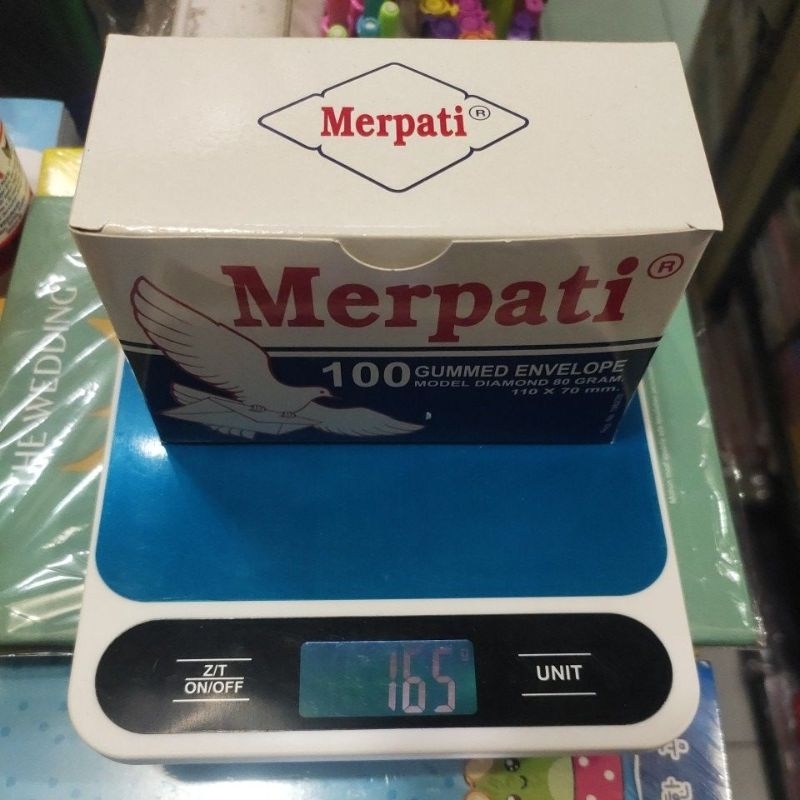 Merpati®
Merpati®
100 GUMMED ENVELOPE
MODEL DIAMOND 80 GRAM.
110 X 70 mm.
THE WEDDING
Z/T
ON/OFF
165 g
UNIT